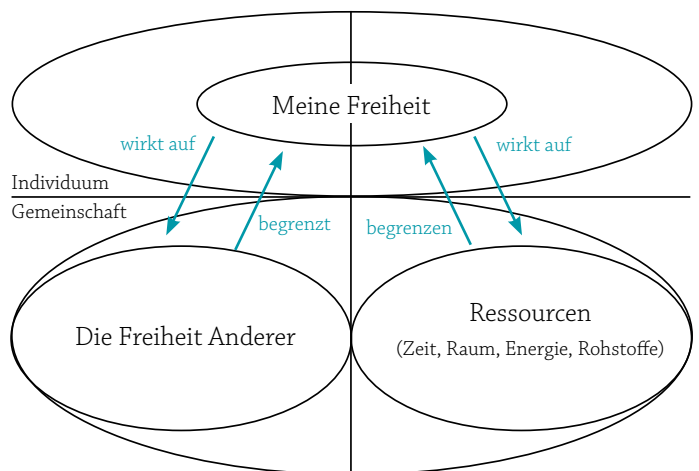 Meine Freiheit
wirkt auf
wirkt auf
Individuum
Gemeinschaft
begrenzt
begrenzen
Die Freiheit Anderer
Ressourcen
(Zeit, Raum, Energie, Rohstoffe)